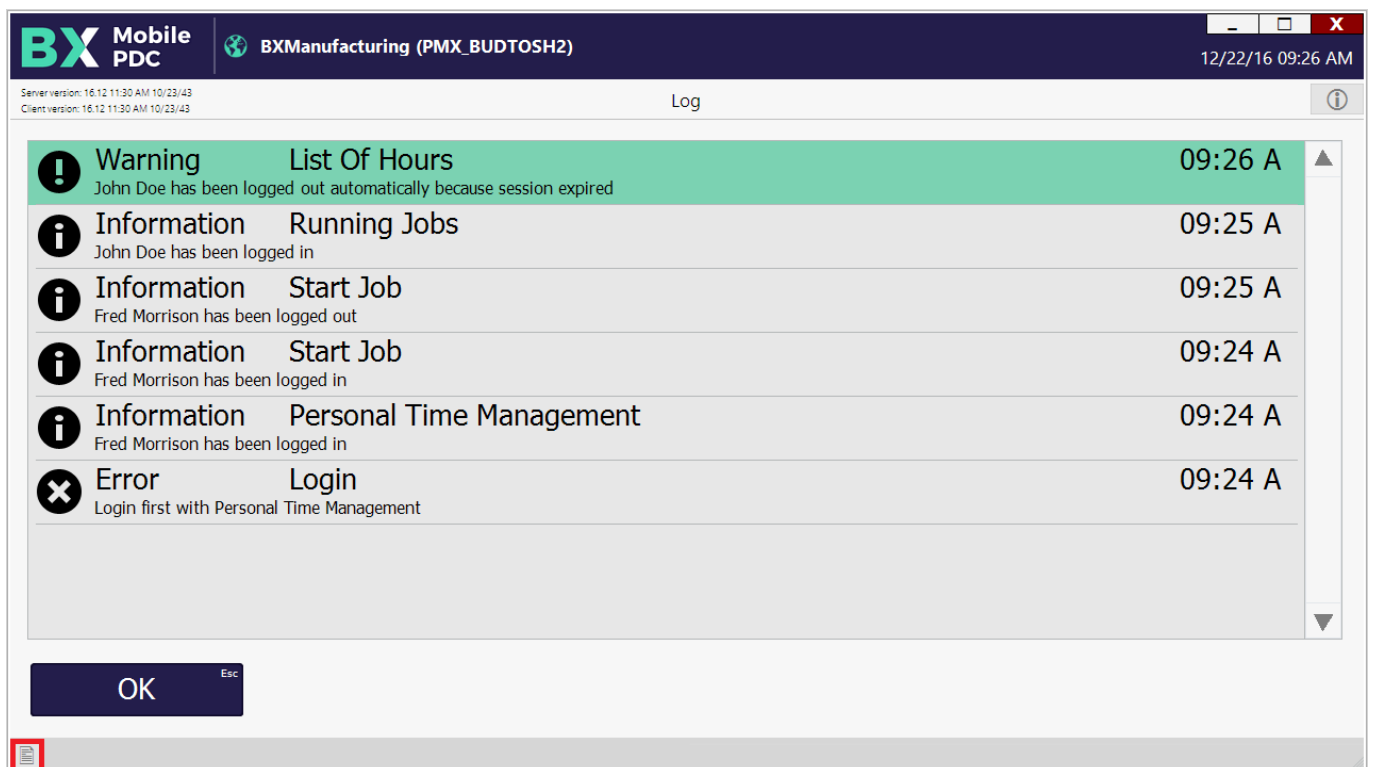 BX Mobile PDC
BXManufacturing (PMX_BUDTOSH2)
12/22/16 09:26 AM
Server version: 16.12 11:30 AM 10/23/43
Client version: 16.12 11:30 AM 10/23/43
Log
Warning List Of Hours 09:26 A
John Doe has been logged out automatically because session expired
Information Running Jobs 09:25 A
John Doe has been logged in
Information Start Job 09:25 A
Fred Morrison has been logged out
Information Start Job 09:24 A
Fred Morrison has been logged in
Information Personal Time Management 09:24 A
Fred Morrison has been logged in
Error Login 09:24 A
Login first with Personal Time Management
OK Esc